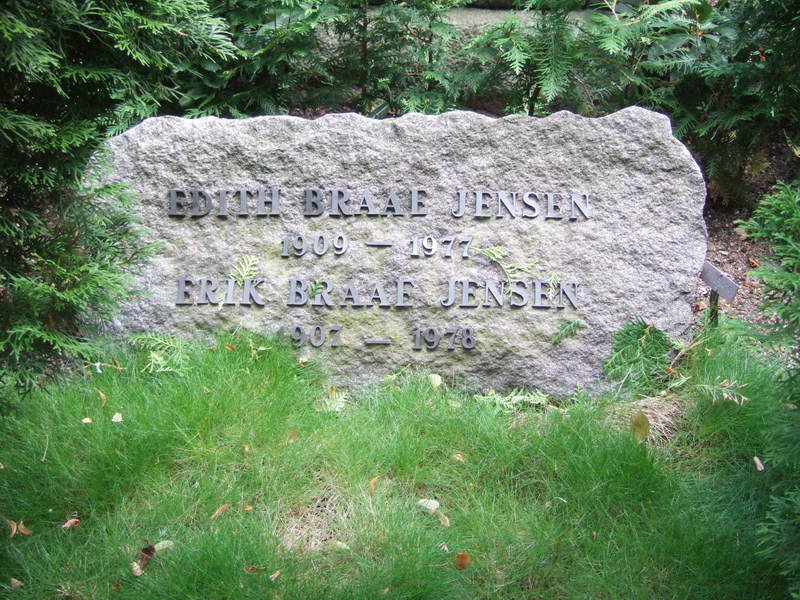 EDITH BRAAE JENSEN
1909 — 1977
ERIK BRAAE JENSEN
1907 — 1978